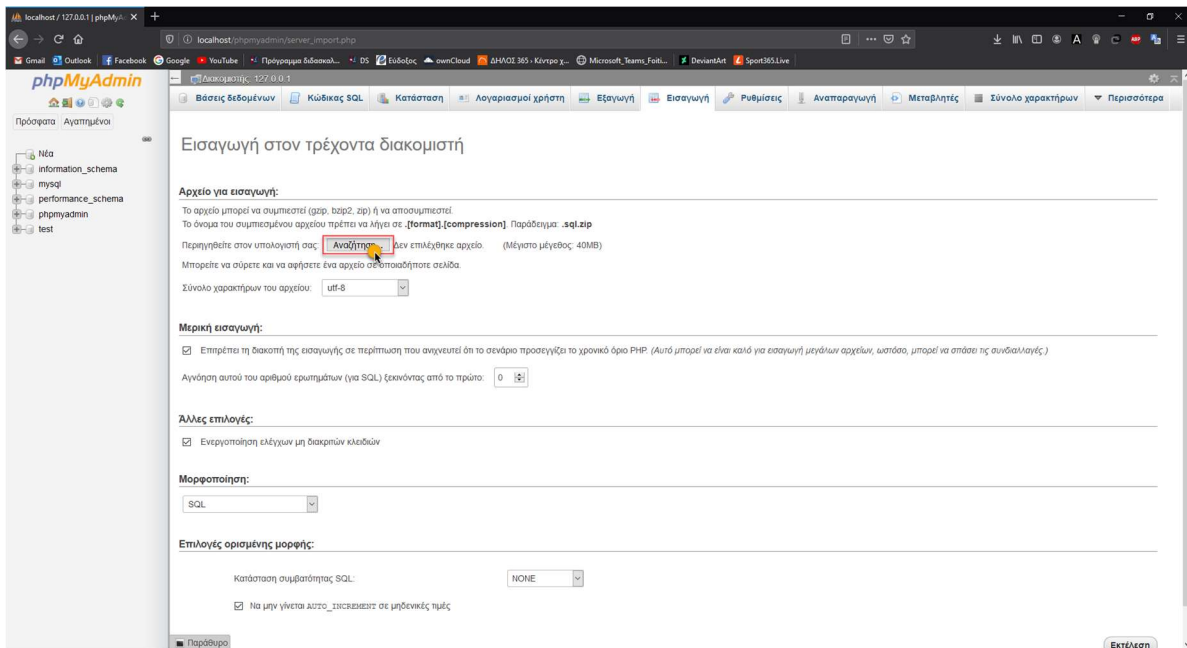 localhost / 127.0.0.1 | phpMyA
localhost/phpmyadmin/server_import.php
Gmail Outlook Facebook Google YouTube Πρόγραμμα διδασκαλ... DS Εύδοξος ownCloud ΔΗΛΟΣ 365 - Κέντρο χ... Microsoft_Teams_Foiti... DeviantArt Sport365.Live
phpMyAdmin
Πρόσφατα Αγαπημένοι
Νέα
information_schema
mysql
performance_schema
phpmyadmin
test
Διακομιστής: 127.0.0.1
Βάσεις δεδομένων Κώδικας SQL Κατάσταση Λογαριασμοί χρήστη Εξαγωγή Εισαγωγή Ρυθμίσεις Αναπαραγωγή Μεταβλητές Σύνολο χαρακτήρων Περισσότερα
Εισαγωγή στον τρέχοντα διακομιστή
Αρχείο για εισαγωγή:
Το αρχείο μπορεί να συμπιεστεί (gzip, bzip2, zip) ή να αποσυμπιεστεί.
Το όνομα του συμπιεσμένου αρχείου πρέπει να λήγει σε .[format].[compression]. Παράδειγμα: .sql.zip
Περιηγηθείτε στον υπολογιστή σας: Αναζήτηση... Δεν επιλέχθηκε αρχείο. (Μέγιστο μέγεθος: 40MB)
Μπορείτε να σύρετε και να αφήσετε ένα αρχείο σε οποιαδήποτε σελίδα.
Σύνολο χαρακτήρων του αρχείου: utf-8
Μερική εισαγωγή:
Επιτρέπει τη διακοπή της εισαγωγής σε περίπτωση που ανιχνευτεί ότι το σενάριο προσεγγίζει το χρονικό όριο PHP. (Αυτό μπορεί να είναι καλό για εισαγωγή μεγάλων αρχείων, ωστόσο, μπορεί να σπάσει τις συνδιαλλαγές.)
Αγνόηση αυτού του αριθμού ερωτημάτων (για SQL) ξεκινόντας από το πρώτο: 0
Άλλες επιλογές:
Ενεργοποίηση ελέγχων μη διακριτών κλειδιών
Μορφοποίηση:
SQL
Επιλογές ορισμένης μορφής:
Κατάσταση συμβατότητας SQL: NONE
Να μην γίνεται AUTO_INCREMENT σε μηδενικές τιμές
Παράθυρο
Εκτέλεση